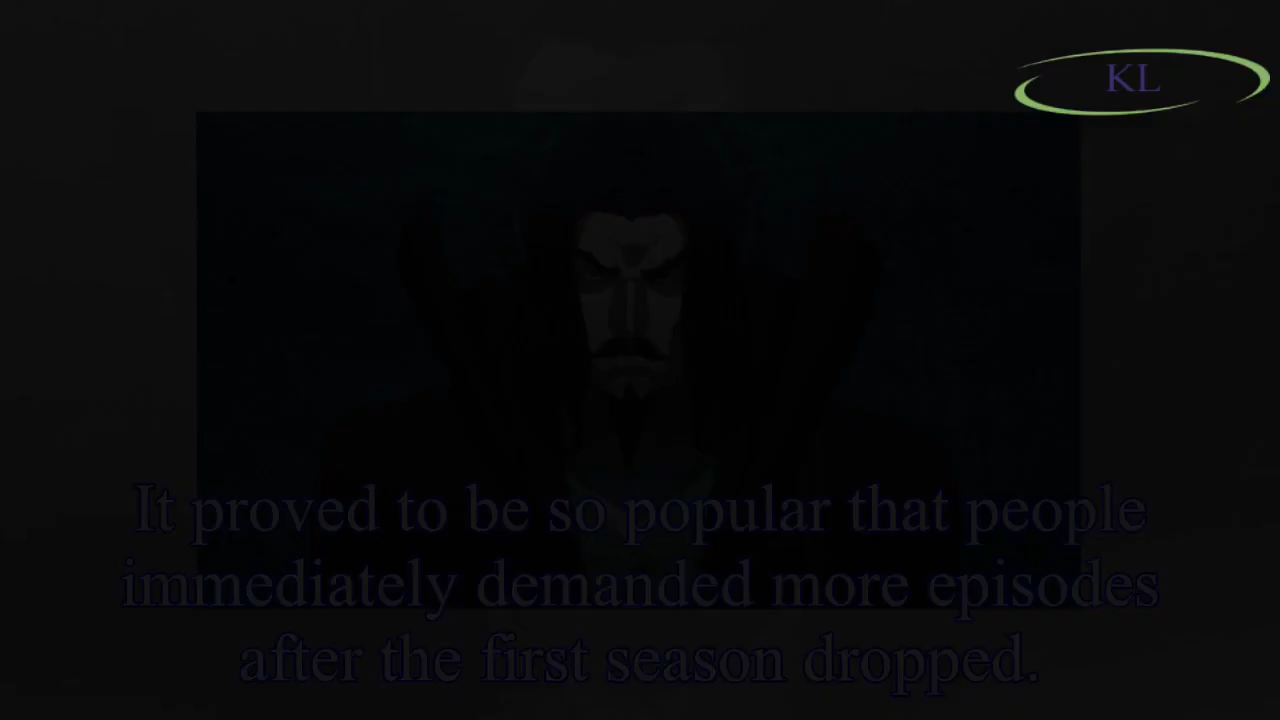 KL
It proved to be so popular that people
immediately demanded more episodes
after the first season dropped.